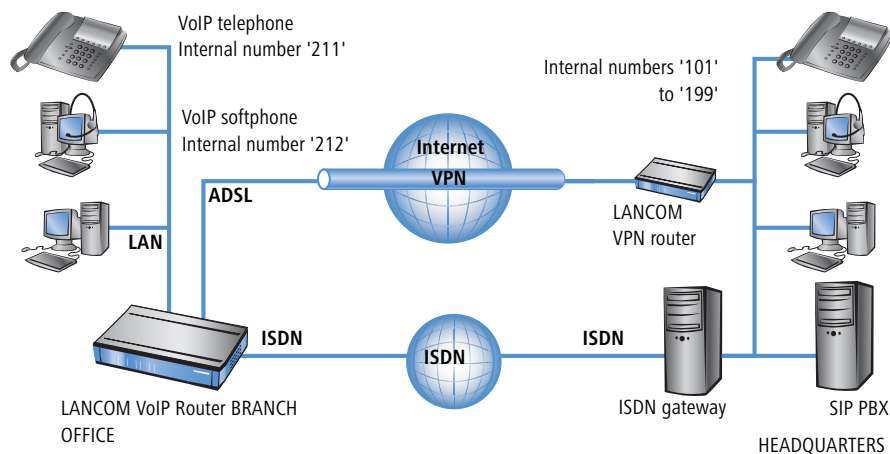 VoIP telephone
Internal number '211'
VoIP softphone
Internal number '212'
Internal numbers '101'
to '199'
Internet
VPN
ADSL
LAN
LANCOM
VPN router
ISDN
ISDN
ISDN
LANCOM VoIP Router BRANCH
OFFICE
ISDN gateway
SIP PBX
HEADQUARTERS